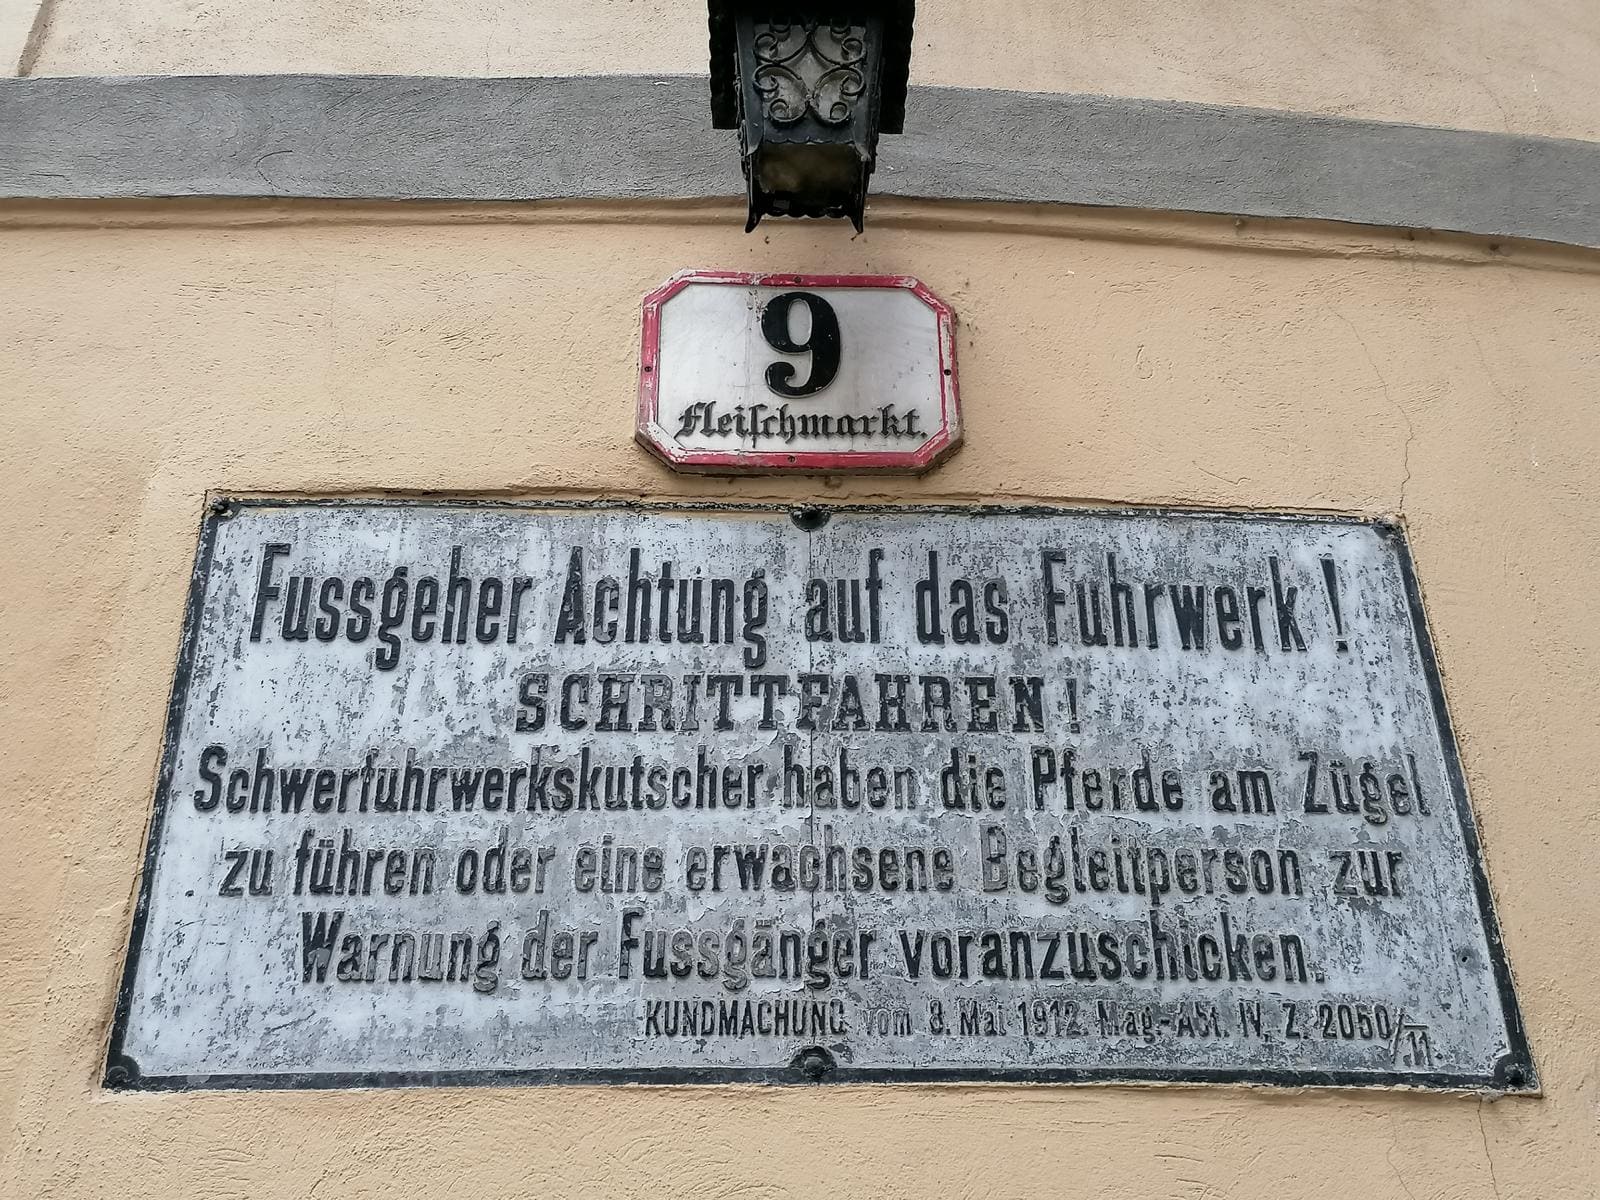 9
Fleiſchmarkt.
Fussgeher Achtung auf das Fuhrwerk!
SCHRITTFAHREN!
Schwerfuhrwerkskutscher haben die Pferde am Zügel
zu führen oder eine erwachsene Begleitperson zur
Warnung der Fussgänger voranzuschicken.
KUNDMACHUNG vom 8. Mai 1912. Mag.-Abt. IV, Z. 2050/11.